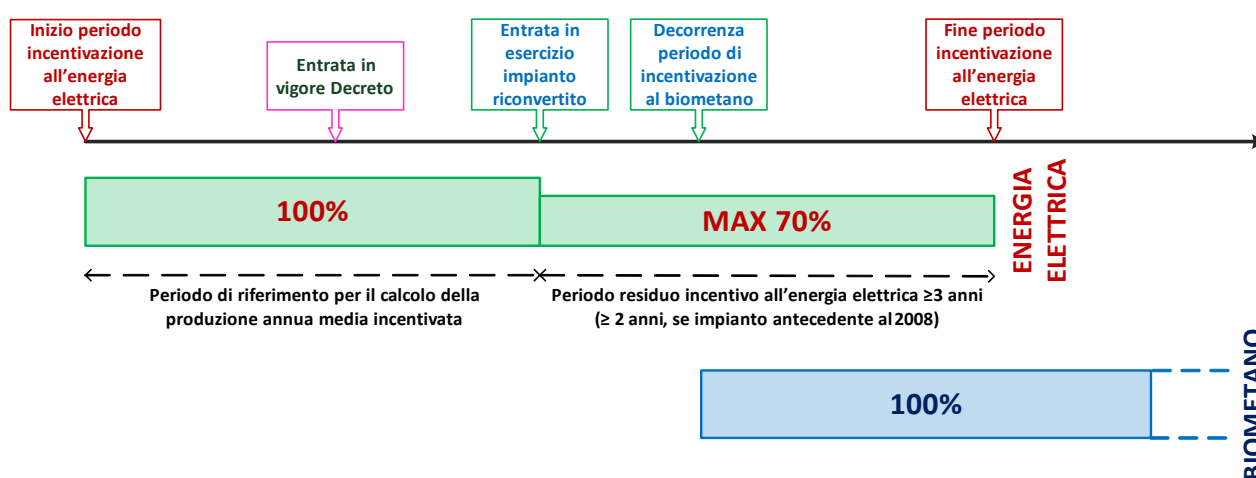 Inizio periodo
incentivazione
all'energia
elettrica
Entrata in
vigore Decreto
Entrata in
esercizio
impianto
riconvertito
Decorrenza
periodo di
incentivazione
al biometano
Fine periodo
incentivazione
all'energia
elettrica
100%
MAX 70%
ENERGIA
ELETTRICA
Periodo di riferimento per il calcolo della
produzione annua media incentivata
Periodo residuo incentivo all'energia elettrica ≥3 anni
(≥ 2 anni, se impianto antecedente al 2008)
100%
BIOMETANO